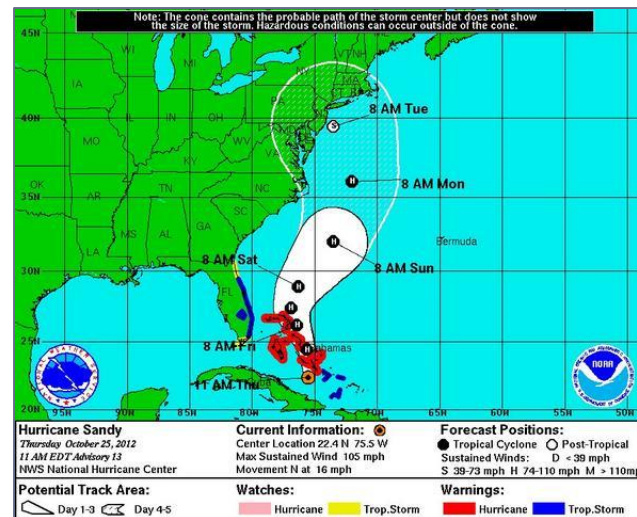 Note: The cone contains the probable path of the storm center but does not show
the size of the storm. Hazardous conditions can occur outside of the cone.
45N
WI
MI
NY
VT
NH
MA
CT
RI
IA
PA
8 AM Tue
40N
IL
IN
OH
NJ
MD
MO
WV
VA
KY
8 AM Mon
OK
35N
TN
NC
AR
SC
Bermuda
MS
AL
GA
8 AM Sun
LA
8 AM Sat
30N
FL
25N
8 AM Fri
Bahamas
11 AM Thu
NOAA
20N
95W
90W
85W
80W
75W
70W
65W
60W
Hurricane Sandy
Thursday October 25, 2012
11 AM EDT Advisory 13
NWS National Hurricane Center
Current Information:
Center Location 22.4 N 75.5 W
Max Sustained Wind 105 mph
Movement N at 16 mph
Forecast Positions:
Tropical Cyclone Post-Tropical
Sustained Winds: D < 39 mph
S 39-73 mph H 74-110 mph M > 110mph
Potential Track Area:
Day 1-3 Day 4-5
Watches:
Hurricane Trop.Storm
Warnings:
Hurricane Trop.Storm